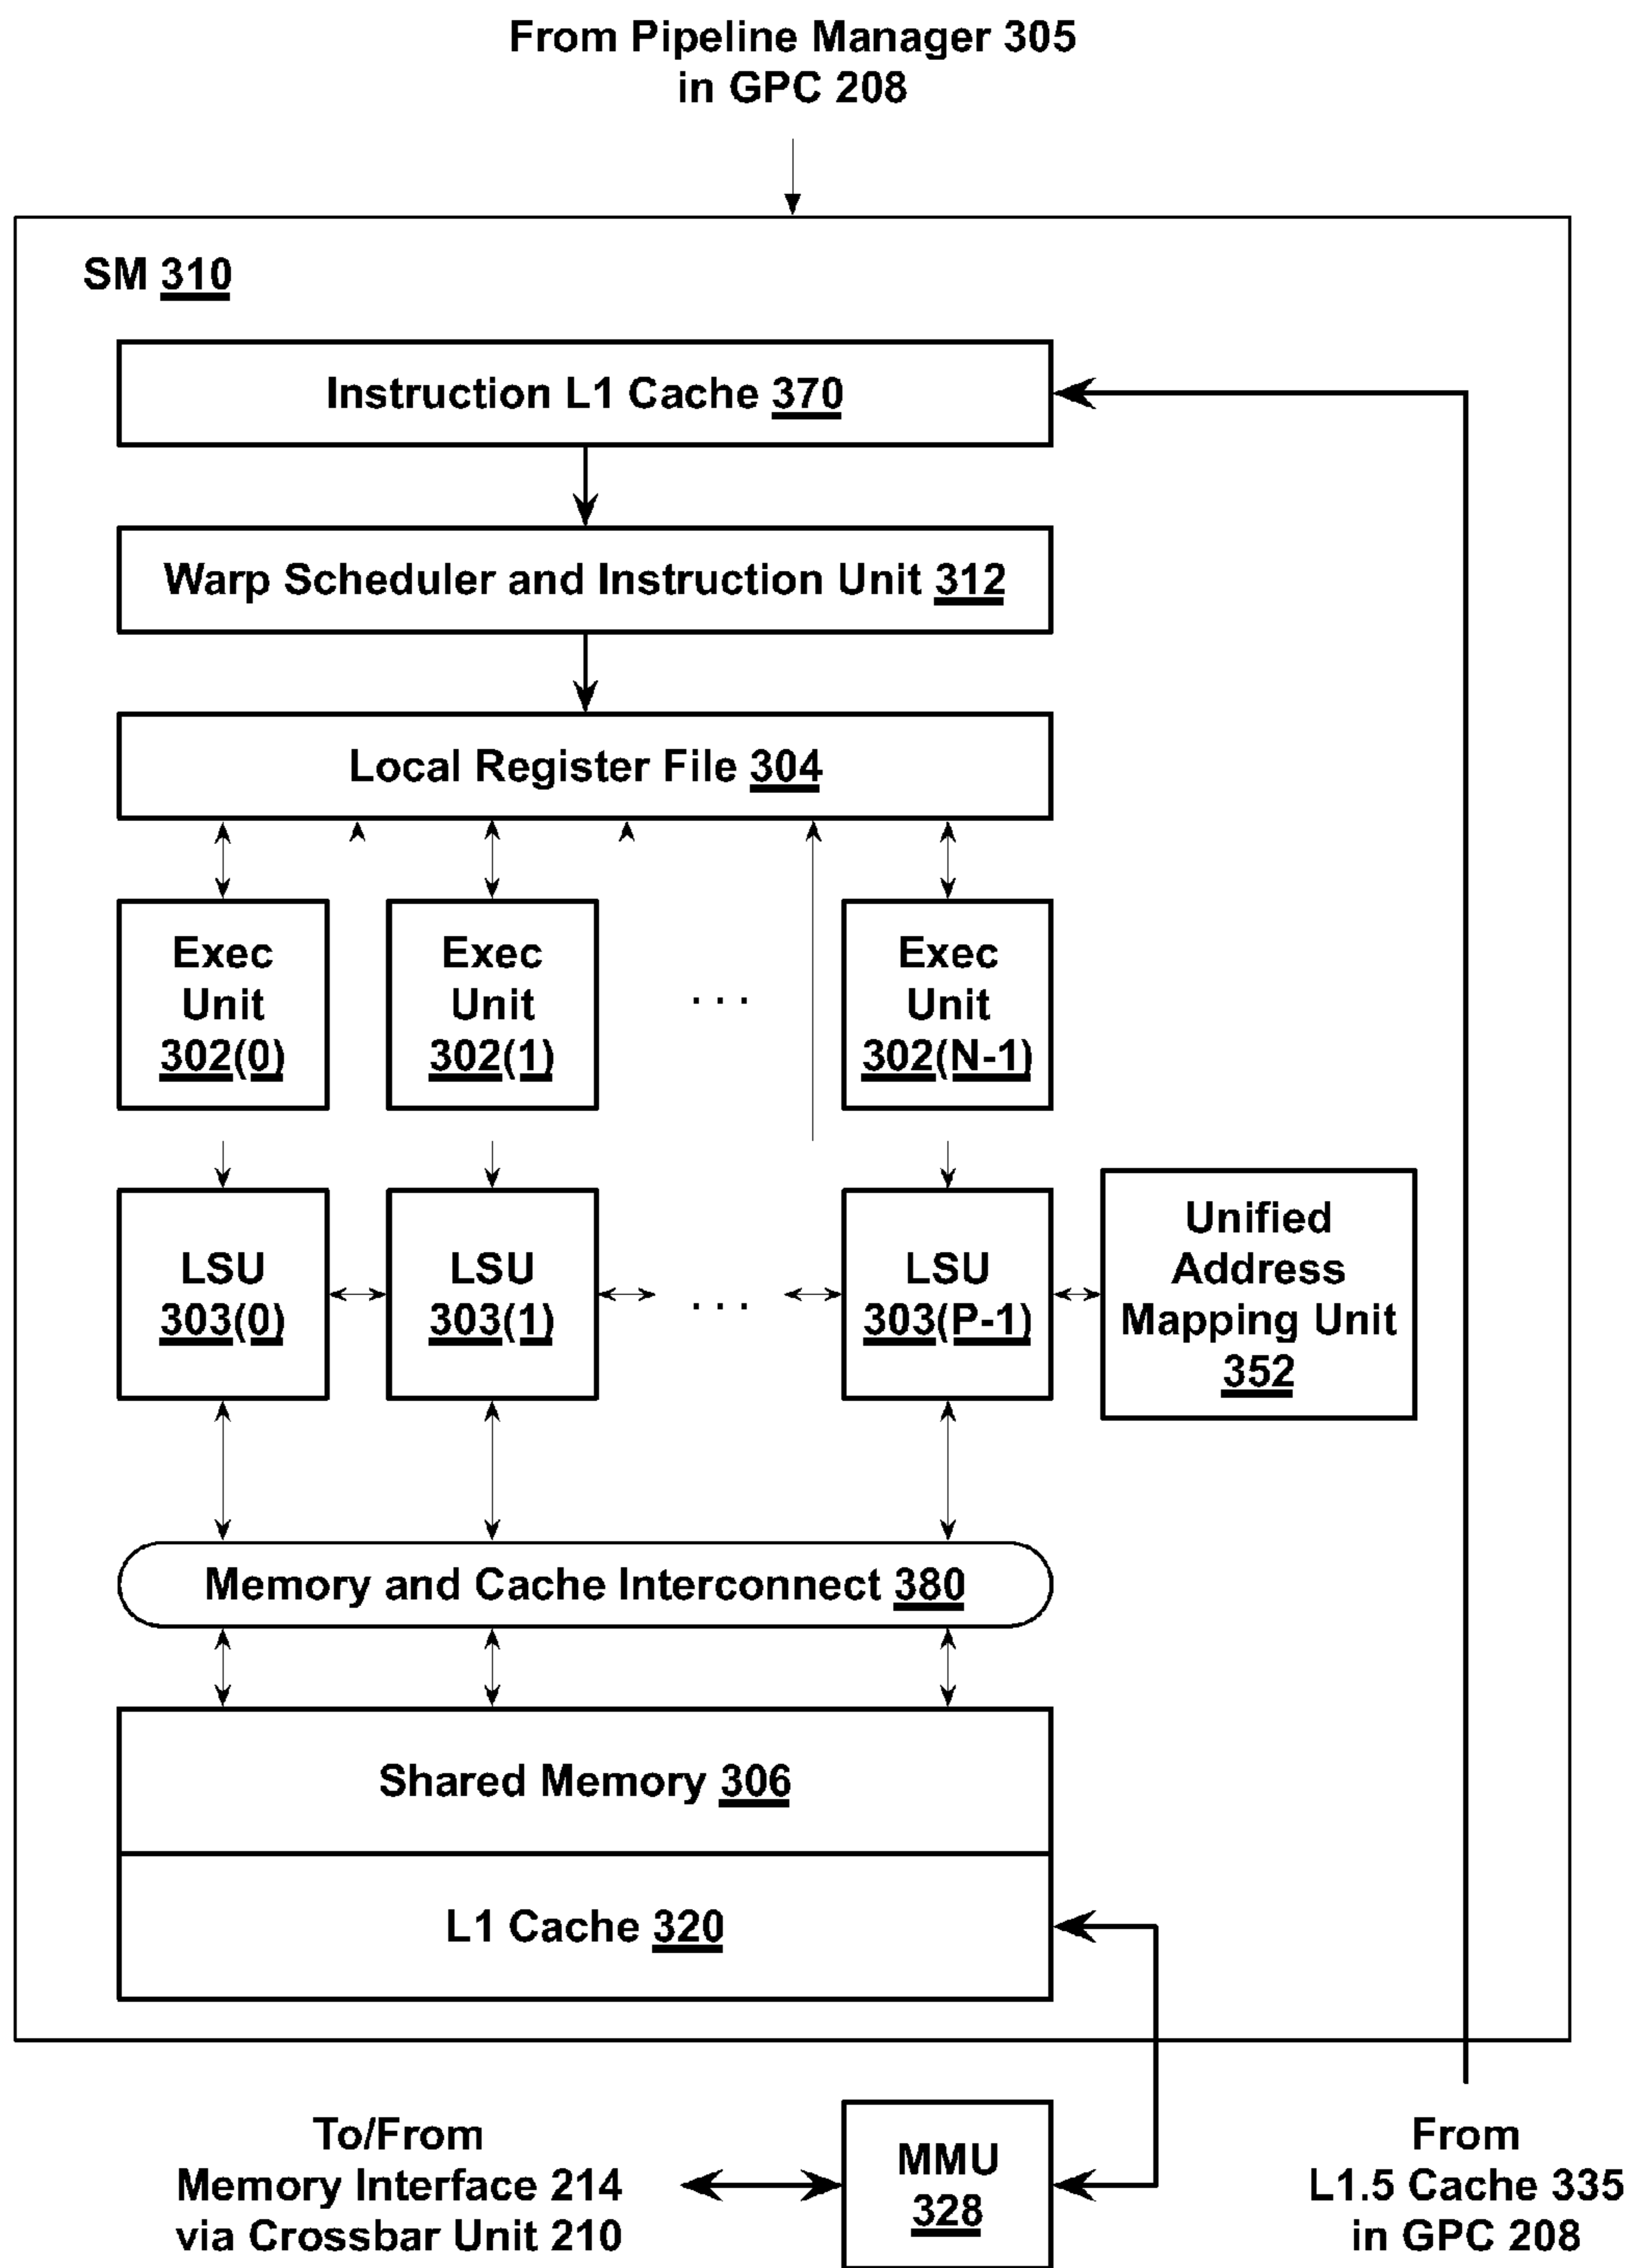 From Pipeline Manager 305
in GPC 208
SM 310
Instruction L1 Cache 370
Warp Scheduler and Instruction Unit 312
Local Register File 304
Exec
Unit
302(0)
Exec
Unit
302(1)
. . .
Exec
Unit
302(N-1)
LSU
303(0)
LSU
303(1)
. . .
LSU
303(P-1)
Unified
Address
Mapping Unit
352
Memory and Cache Interconnect 380
Shared Memory 306
L1 Cache 320
To/From
Memory Interface 214
via Crossbar Unit 210
MMU
328
From
L1.5 Cache 335
in GPC 208